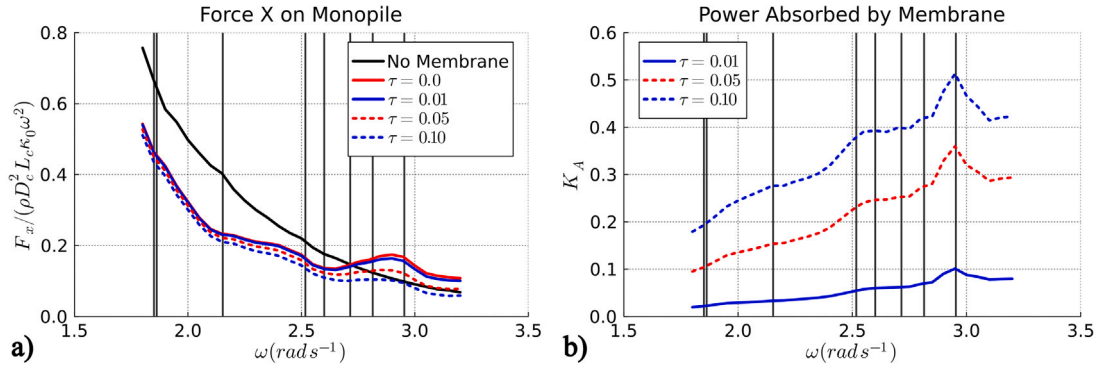 Force X on Monopile
0.8
0.6
0.4
0.2
0.0
1.5 2.0 2.5 3.0 3.5
F_x/(ρD_c^2 L_c κ_0 ω^2)
ω(rad s^{-1})
No Membrane
τ = 0.0
τ = 0.01
τ = 0.05
τ = 0.10
a)
Power Absorbed by Membrane
0.6
0.5
0.4
0.3
0.2
0.1
0.0
1.5 2.0 2.5 3.0 3.5
K_A
ω(rad s^{-1})
τ = 0.01
τ = 0.05
τ = 0.10
b)